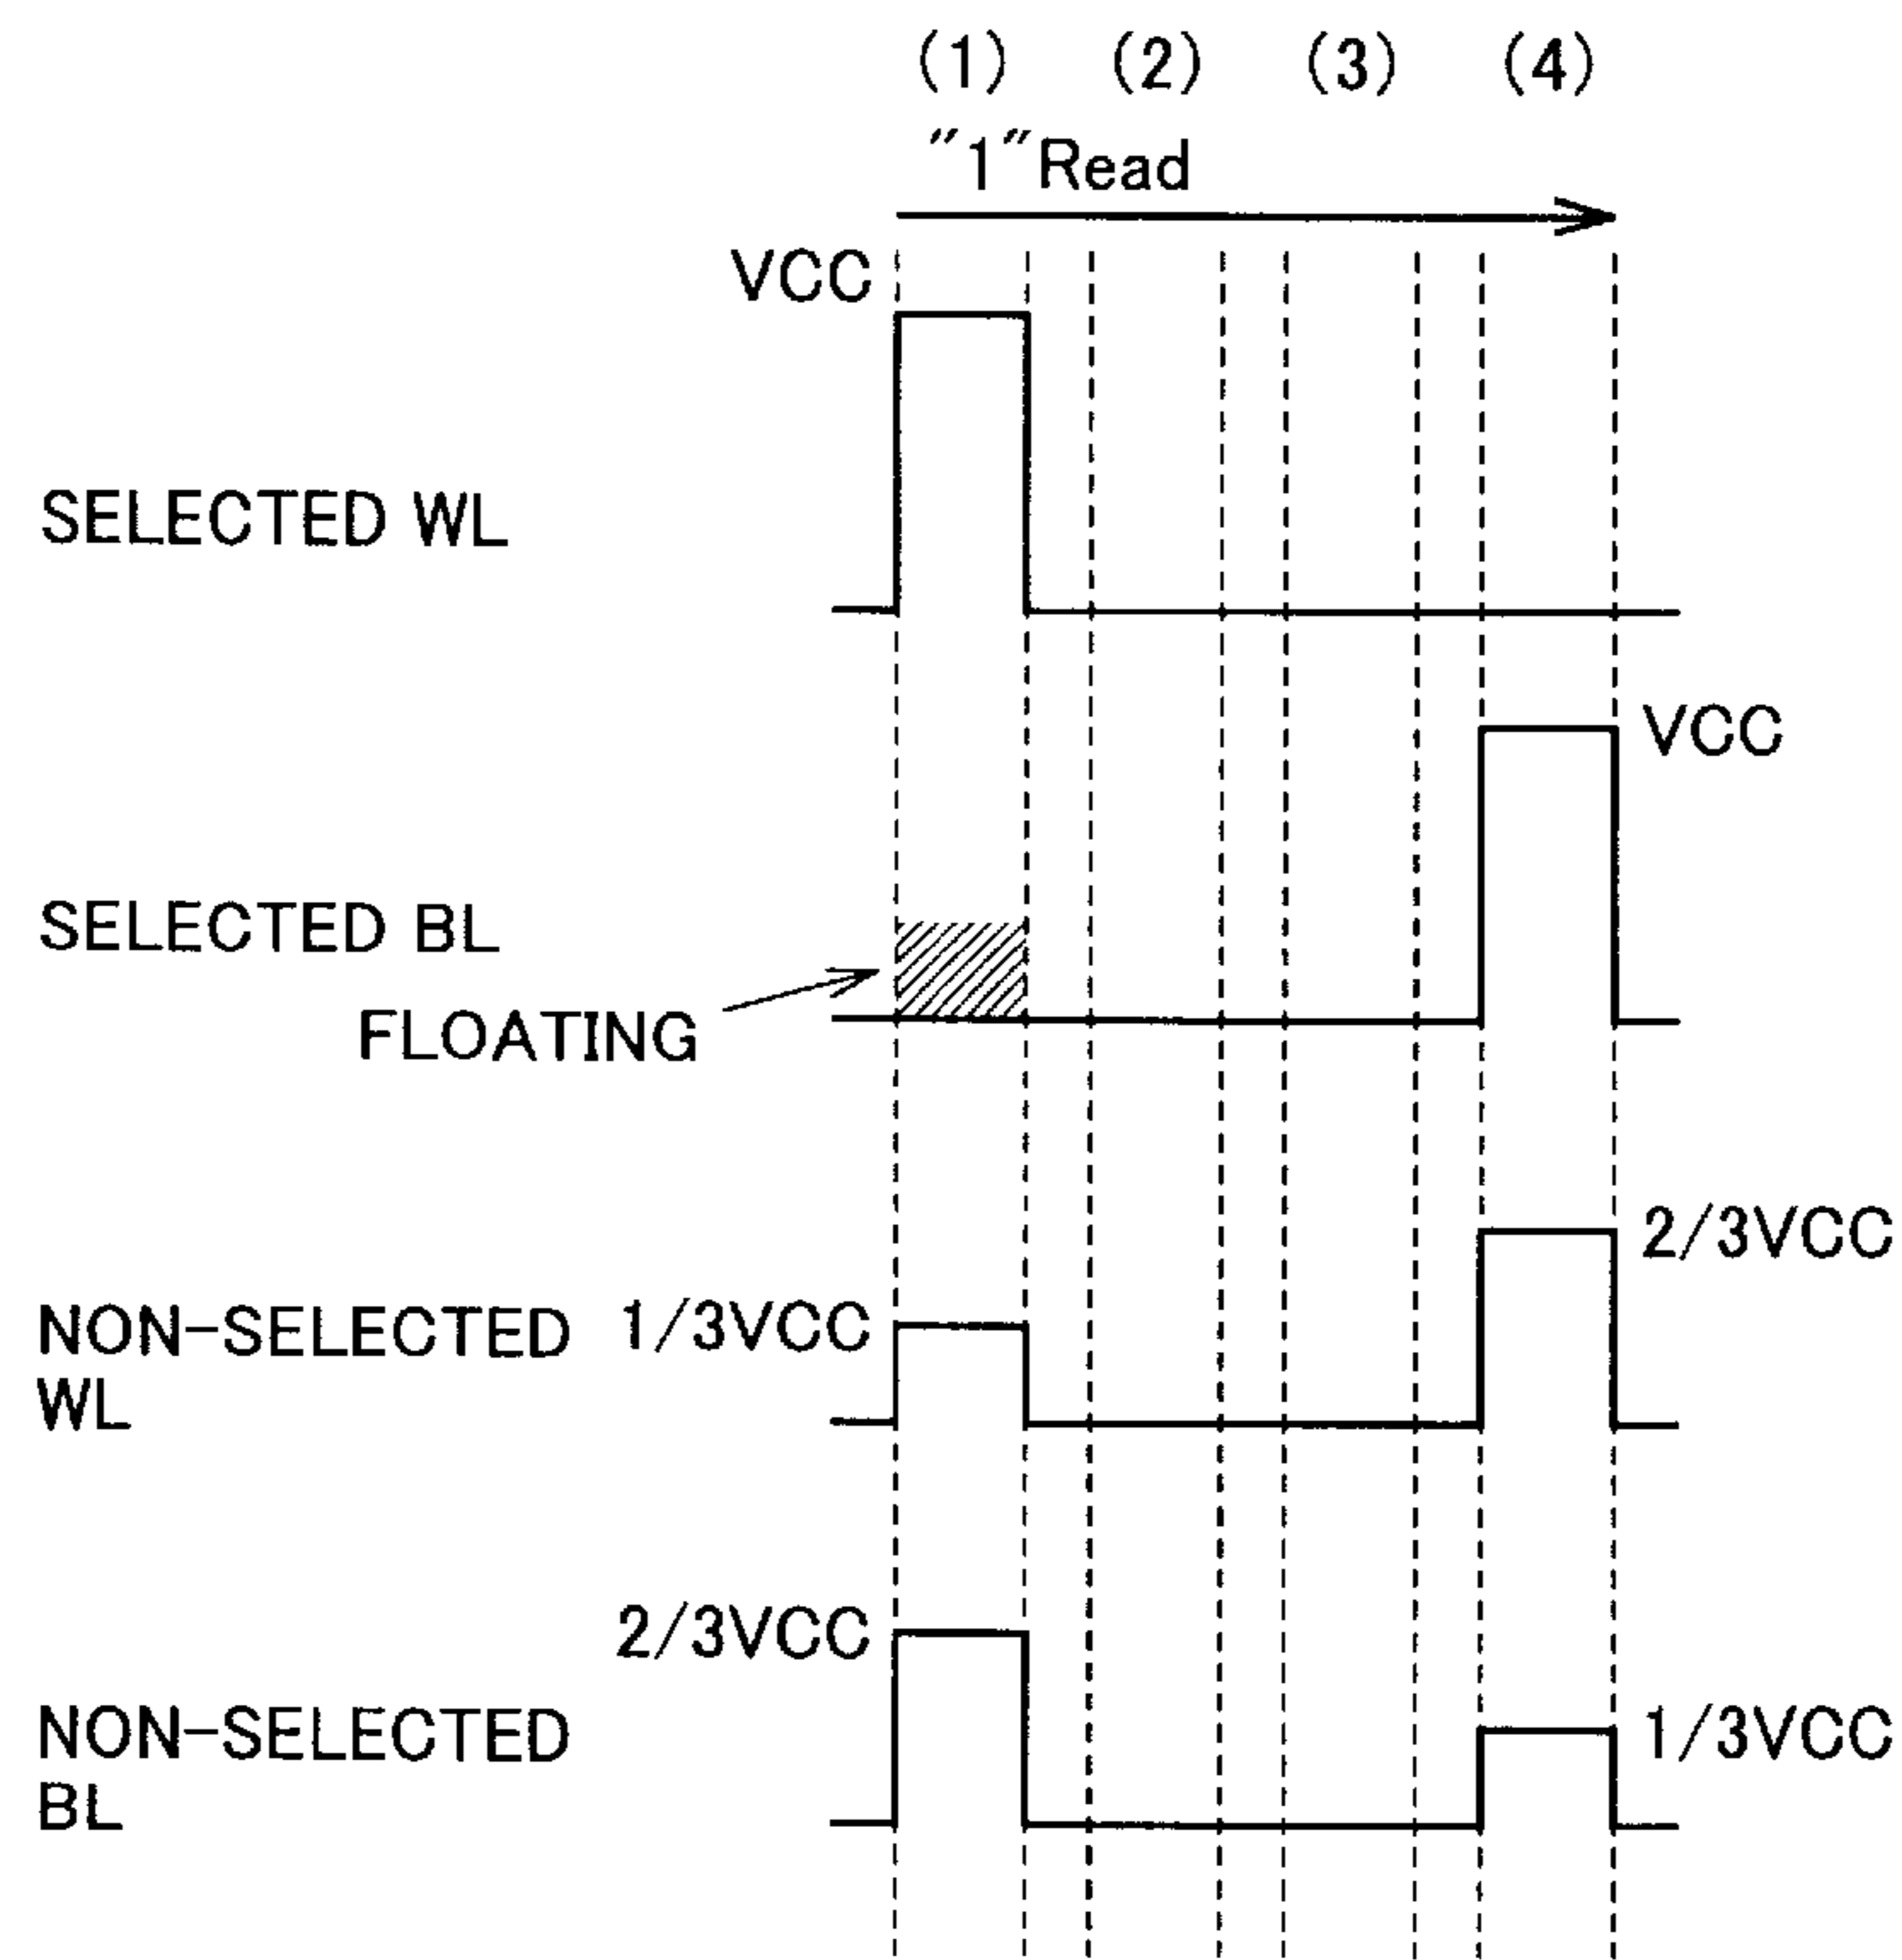 (1) (2) (3) (4)
"1"Read
VCC
SELECTED WL
VCC
SELECTED BL
FLOATING
2/3VCC
NON-SELECTED 1/3VCC
WL
2/3VCC
NON-SELECTED 1/3VCC
BL